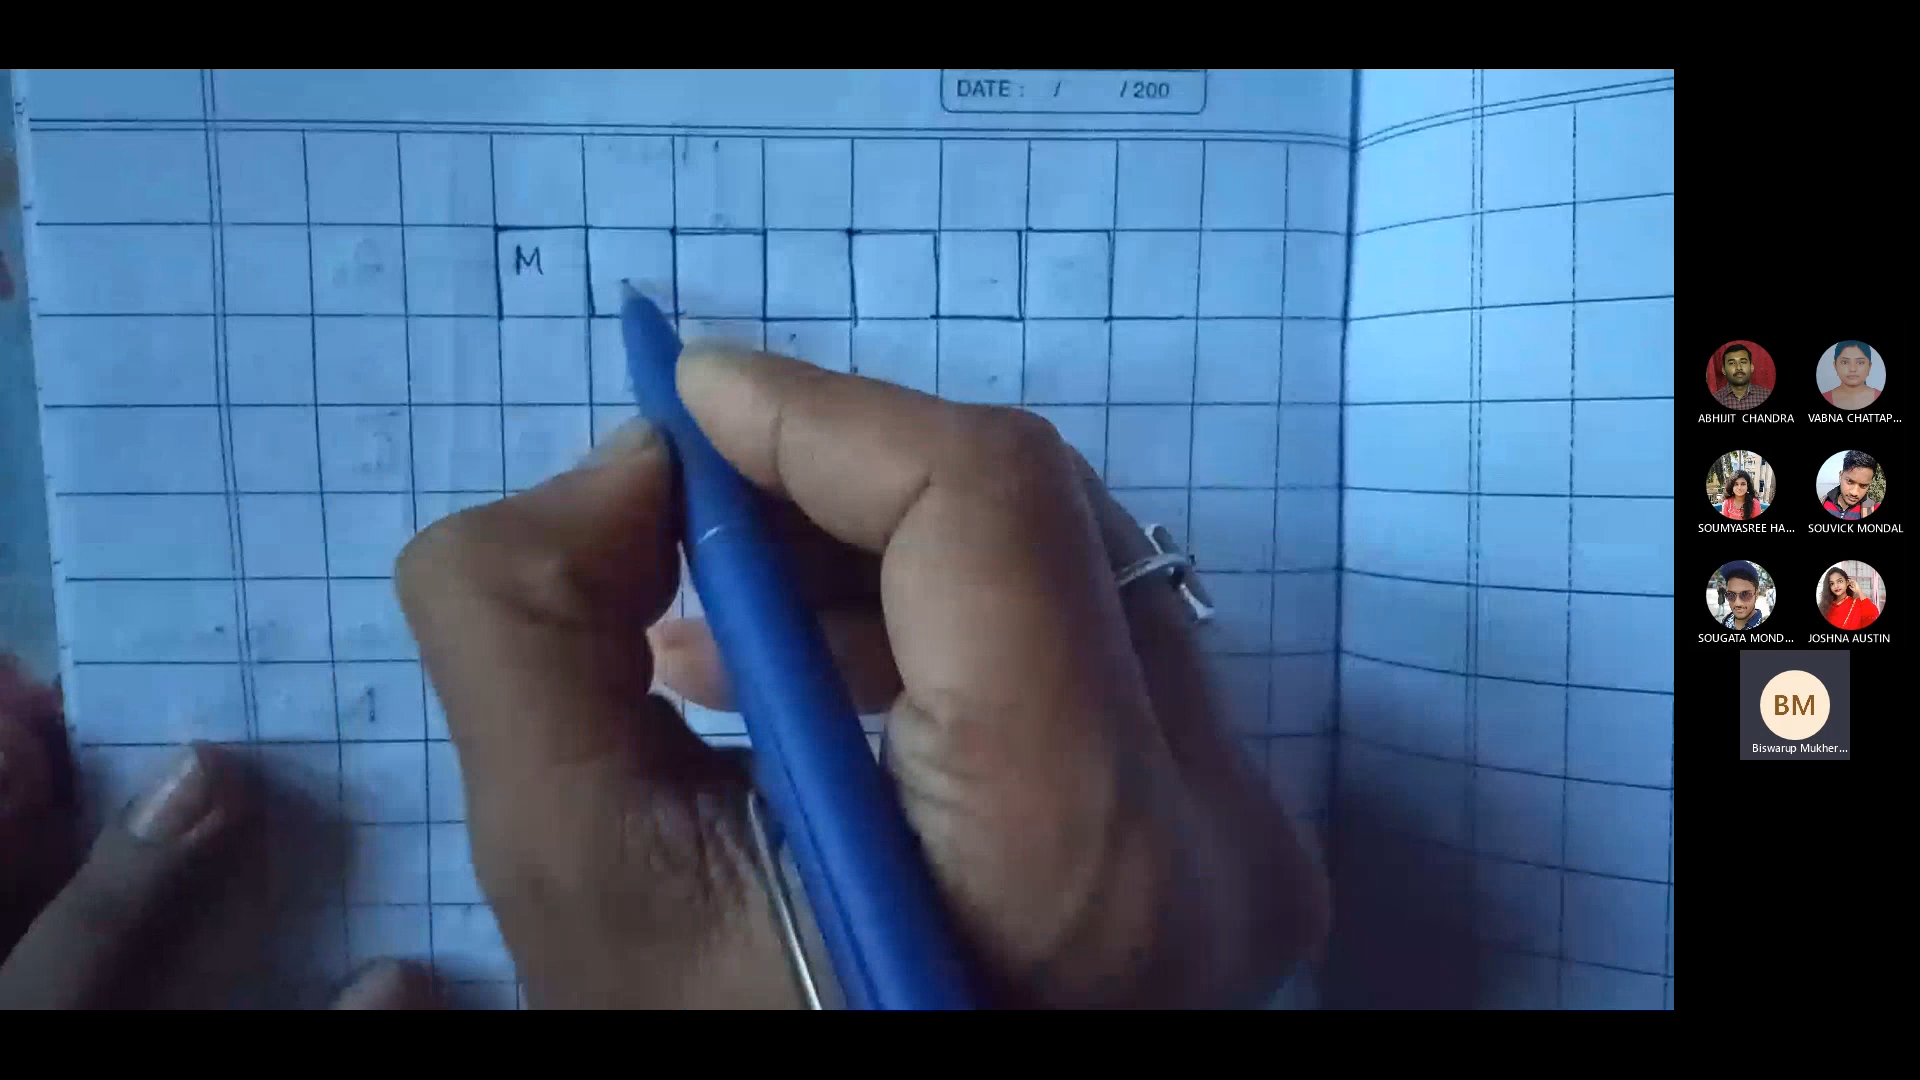 DATE : / / 200
M
ABHIJIT CHANDRA
VABNA CHATTAP...
SOUMYASREE HA...
SOUVICK MONDAL
SOUGATA MOND...
JOSHNA AUSTIN
BM
Biswarup Mukher...